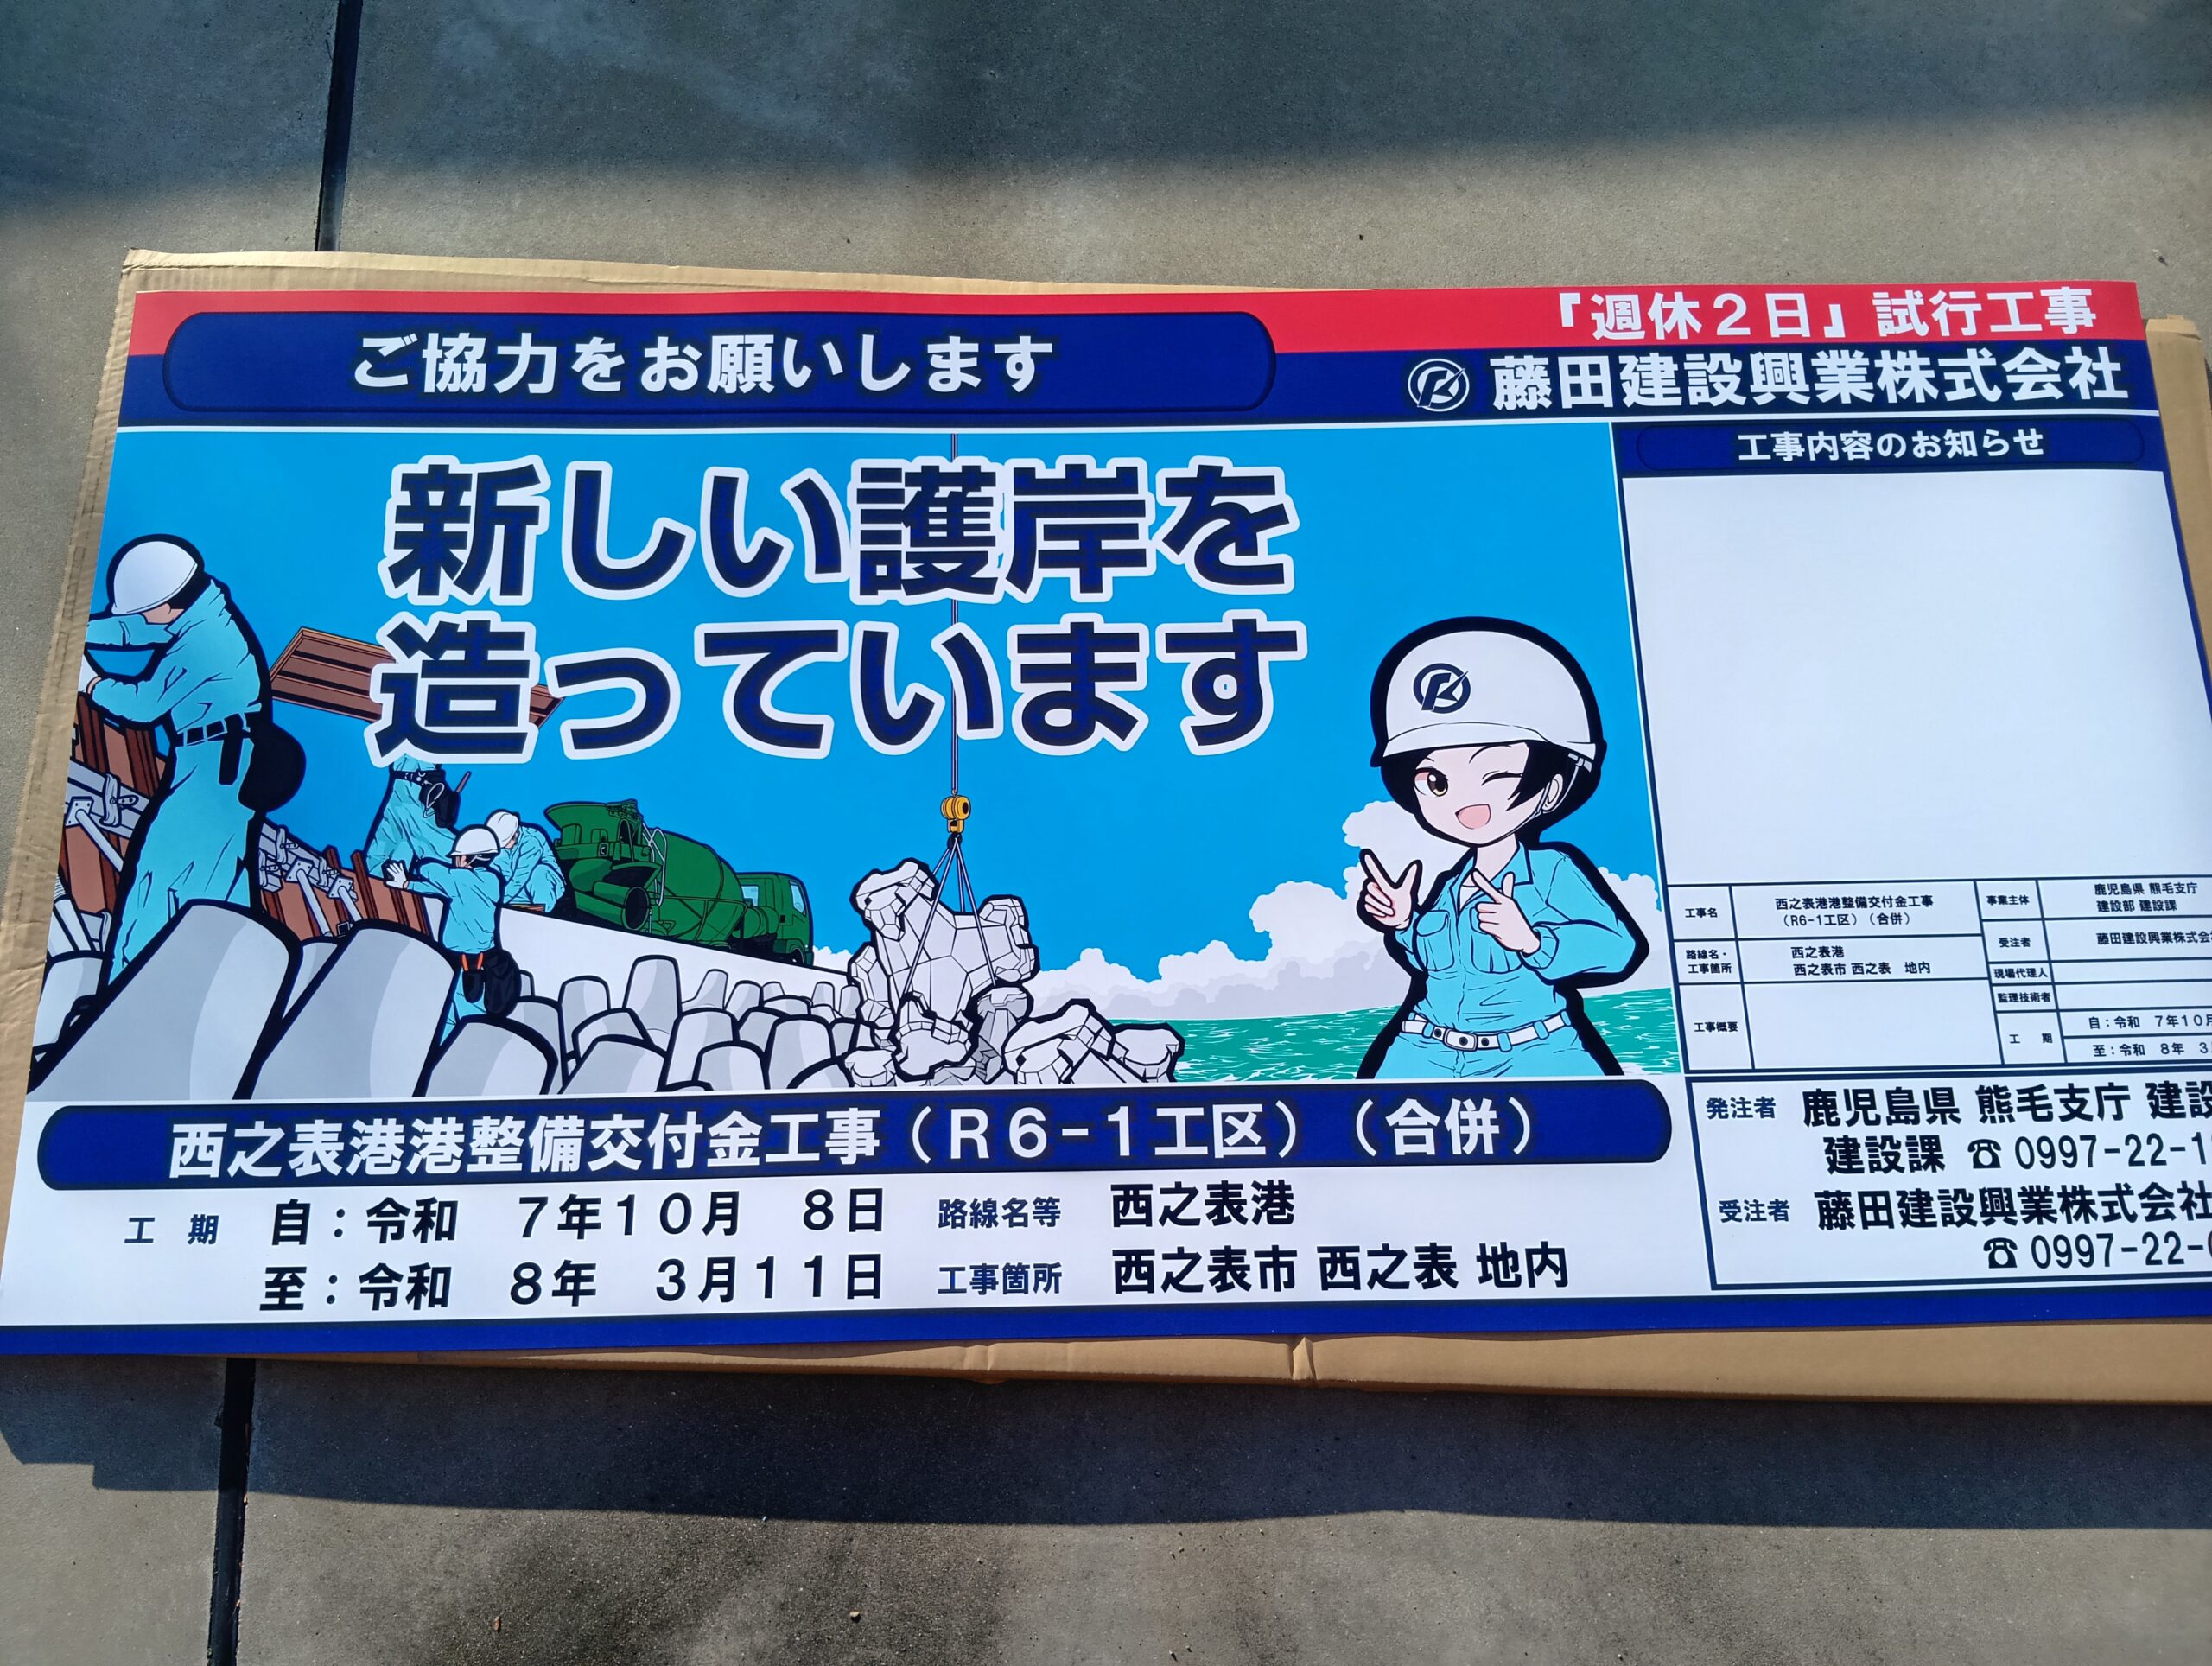 「週休２日」試行工事
ご協力をお願いします
藤田建設興業株式会社
新しい護岸を
造っています
工事内容のお知らせ
工事名
西之表港港整備交付金工事
（R6-1工区）（合併）
路線名・
工事箇所
西之表港
西之表市 西之表 地内
工事概要
事業主体
鹿児島県 熊毛支庁
建設部 建設課
受注者
藤田建設興業株式会
現場代理人
監理技術者
工 期
自：令和 7年10月
至：令和 8年 3
西之表港港整備交付金工事（Ｒ６－１工区）（合併）
工 期 自：令和 ７年１０月 ８日
至：令和 ８年 ３月１１日
路線名等 西之表港
工事箇所 西之表市 西之表 地内
発注者 鹿児島県 熊毛支庁 建設
建設課 ☎0997-22-1
受注者 藤田建設興業株式会社
☎0997-22-